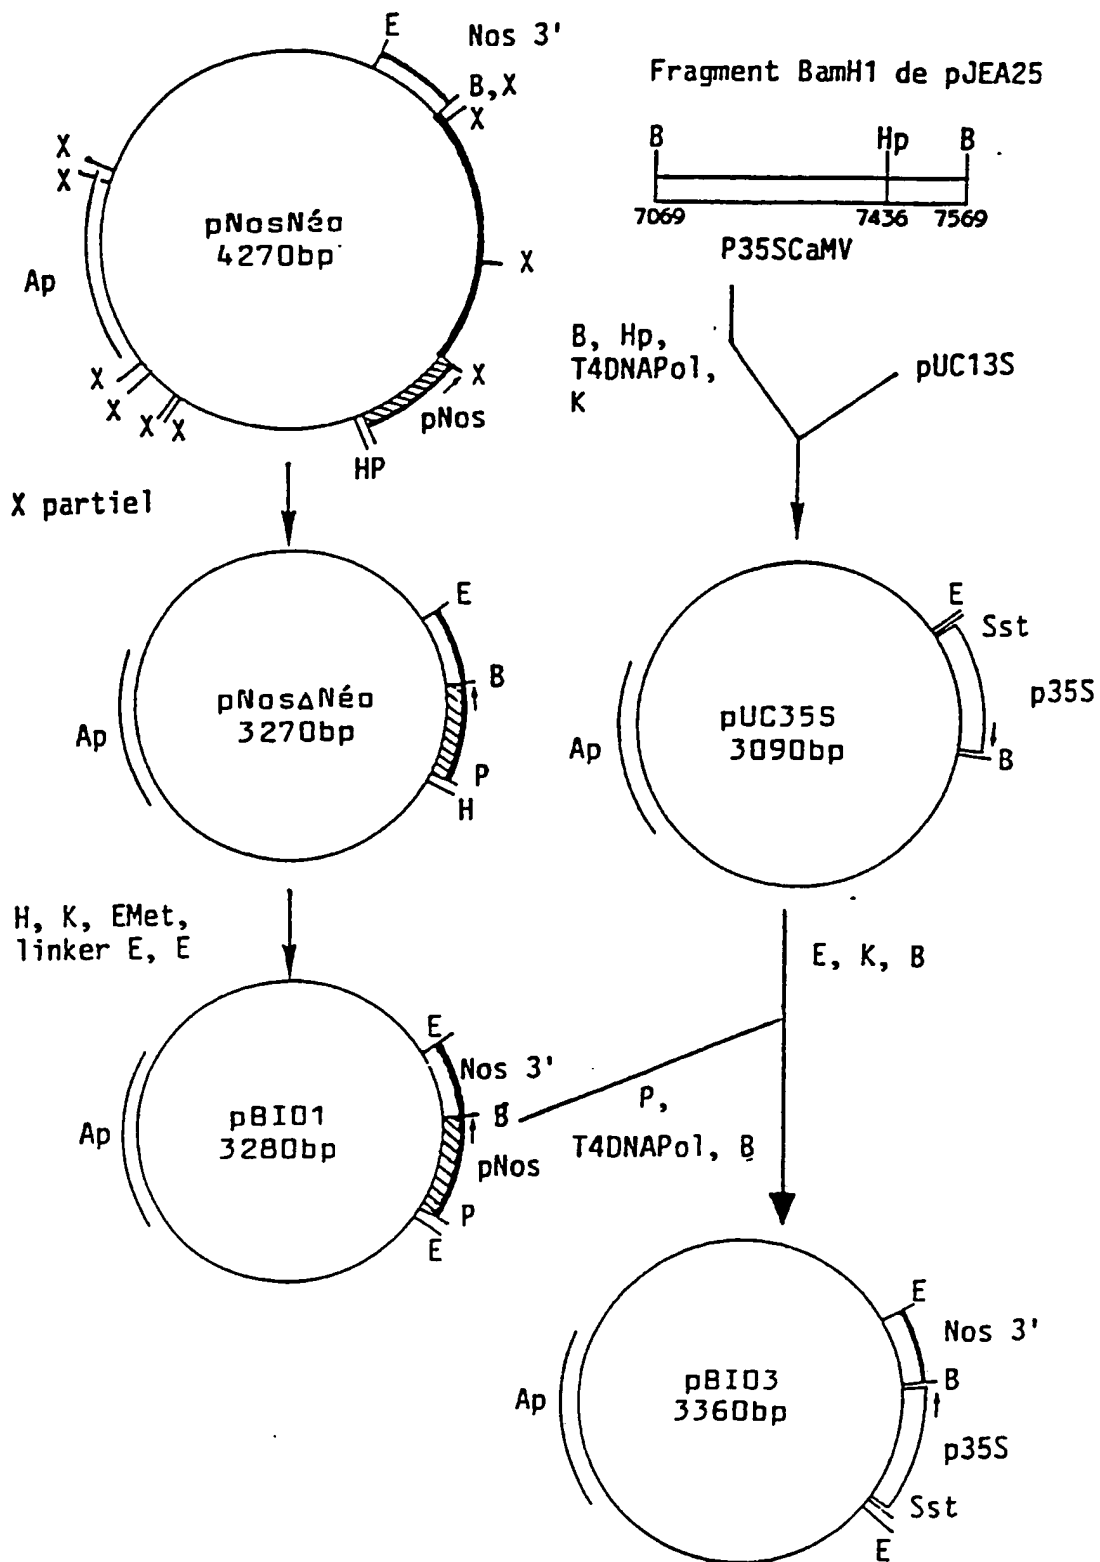 E
Nos 3'
B,X
X
X
X
pNosNéo
4270bp
Ap
X
X
X
X
X X
pNos
HP
Fragment BamH1 de pJEA25
B
Hp
B
7069
7436
7569
P35SCaMV
B, Hp,
T4DNAPol,
K
pUC13S
X partiel
E
B
pNosΔNéo
3270bp
Ap
P
H
E
Sst
p35S
pUC35S
3090bp
Ap
B
H, K, EMet,
linker E, E
E, K, B
E
Nos 3'
B
pBIO1
3280bp
Ap
pNos
P
E
P,
T4DNAPol, B
E
Nos 3'
B
pBIO3
3360bp
Ap
p35S
Sst
E